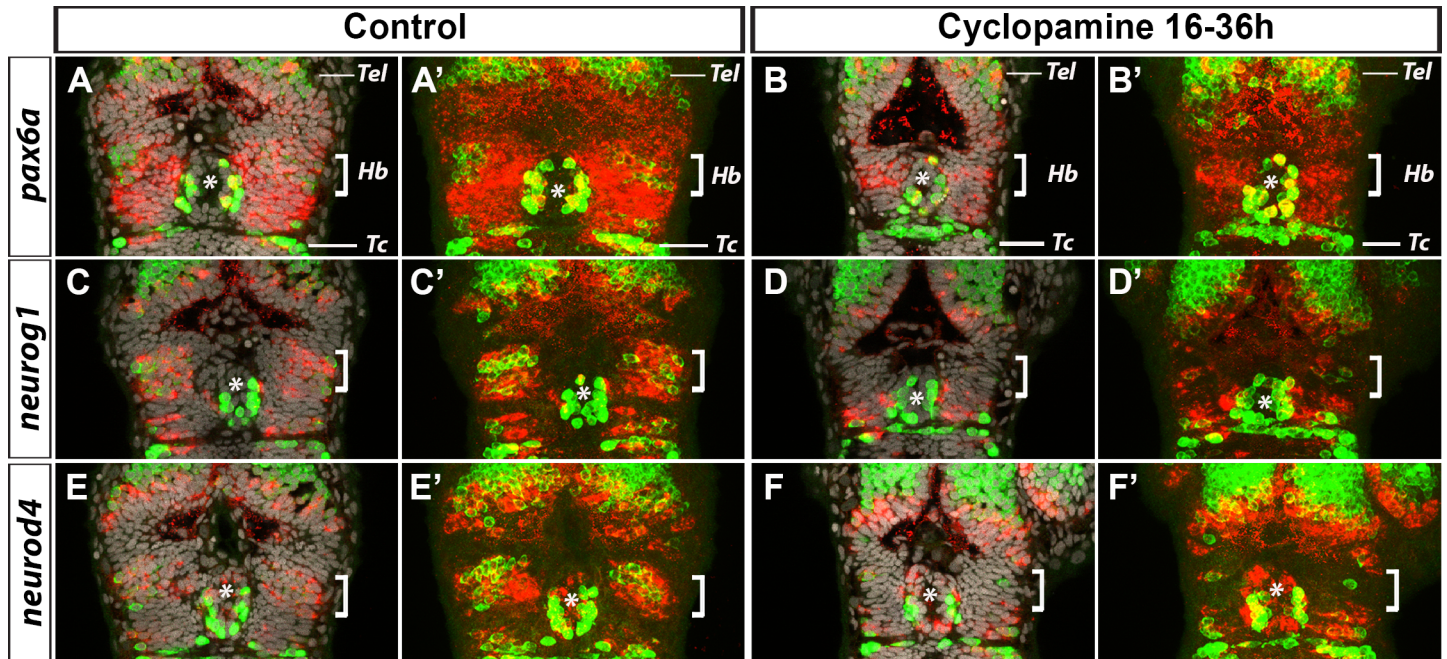 Control
Cyclopamine 16-36h
pax6a
A
Tel
Hb
Tc
A’
Tel
Hb
Tc
B
Tel
Hb
Tc
B’
Tel
Hb
Tc
neurog1
C
C’
D
D’
neurod4
E
E’
F
F’